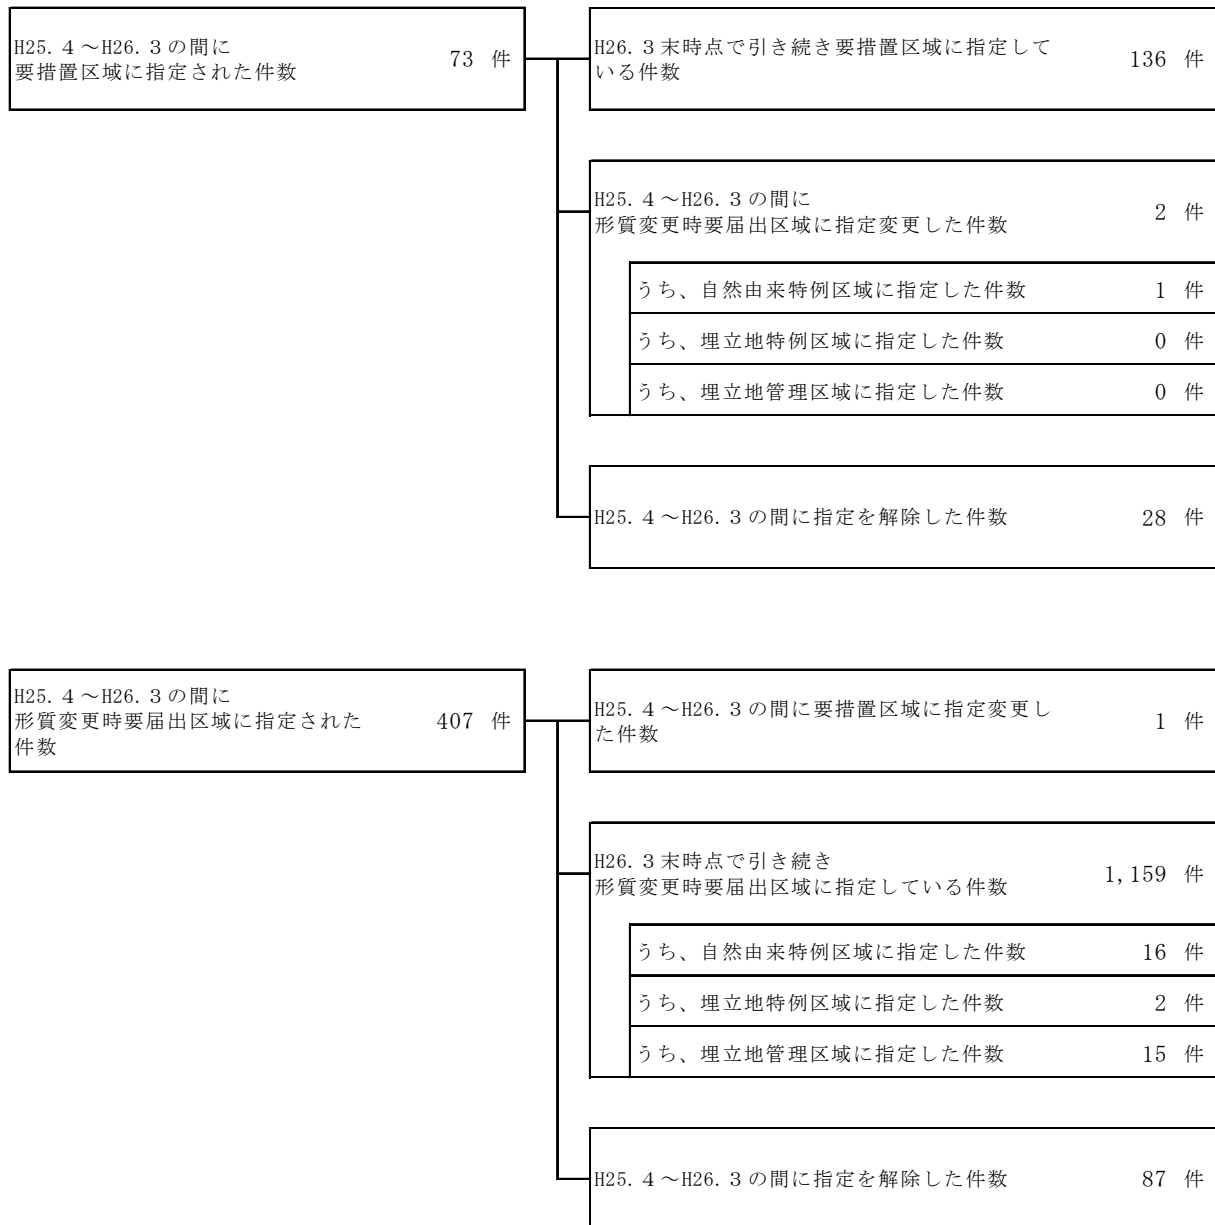 H25.４～H26.３の間に
要措置区域に指定された件数
73 件
H26.３末時点で引き続き要措置区域に指定して
いる件数
136 件
H25.４～H26.３の間に
形質変更時要届出区域に指定変更した件数
2 件
うち、自然由来特例区域に指定した件数 1 件
うち、埋立地特例区域に指定した件数 0 件
うち、埋立地管理区域に指定した件数 0 件
H25.４～H26.３の間に指定を解除した件数 28 件
H25.４～H26.３の間に
形質変更時要届出区域に指定された
件数
407 件
H25.４～H26.３の間に要措置区域に指定変更し
た件数
1 件
H26.３末時点で引き続き
形質変更時要届出区域に指定している件数
1,159 件
うち、自然由来特例区域に指定した件数 16 件
うち、埋立地特例区域に指定した件数 2 件
うち、埋立地管理区域に指定した件数 15 件
H25.４～H26.３の間に指定を解除した件数 87 件